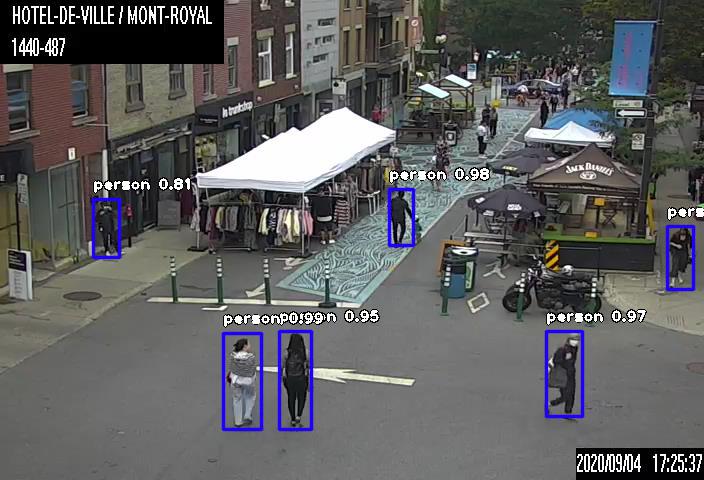 HOTEL-DE-VILLE / MONT-ROYAL
1440-487
person 0.81
person 0.98
pers
person 0.99
0.95
person 0.97
JACK DANIEL'S
2020/09/04 17:25:37